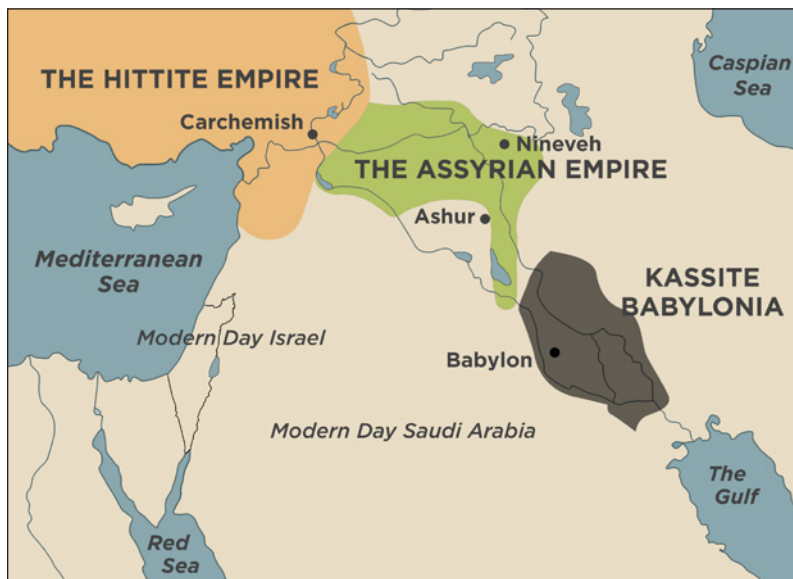 THE HITTITE EMPIRE
Caspian
Sea
Carchemish
Nineveh
THE ASSYRIAN EMPIRE
Ashur
Mediterranean
Sea
KASSITE
BABYLONIA
Modern Day Israel
Babylon
Modern Day Saudi Arabia
The
Gulf
Red
Sea